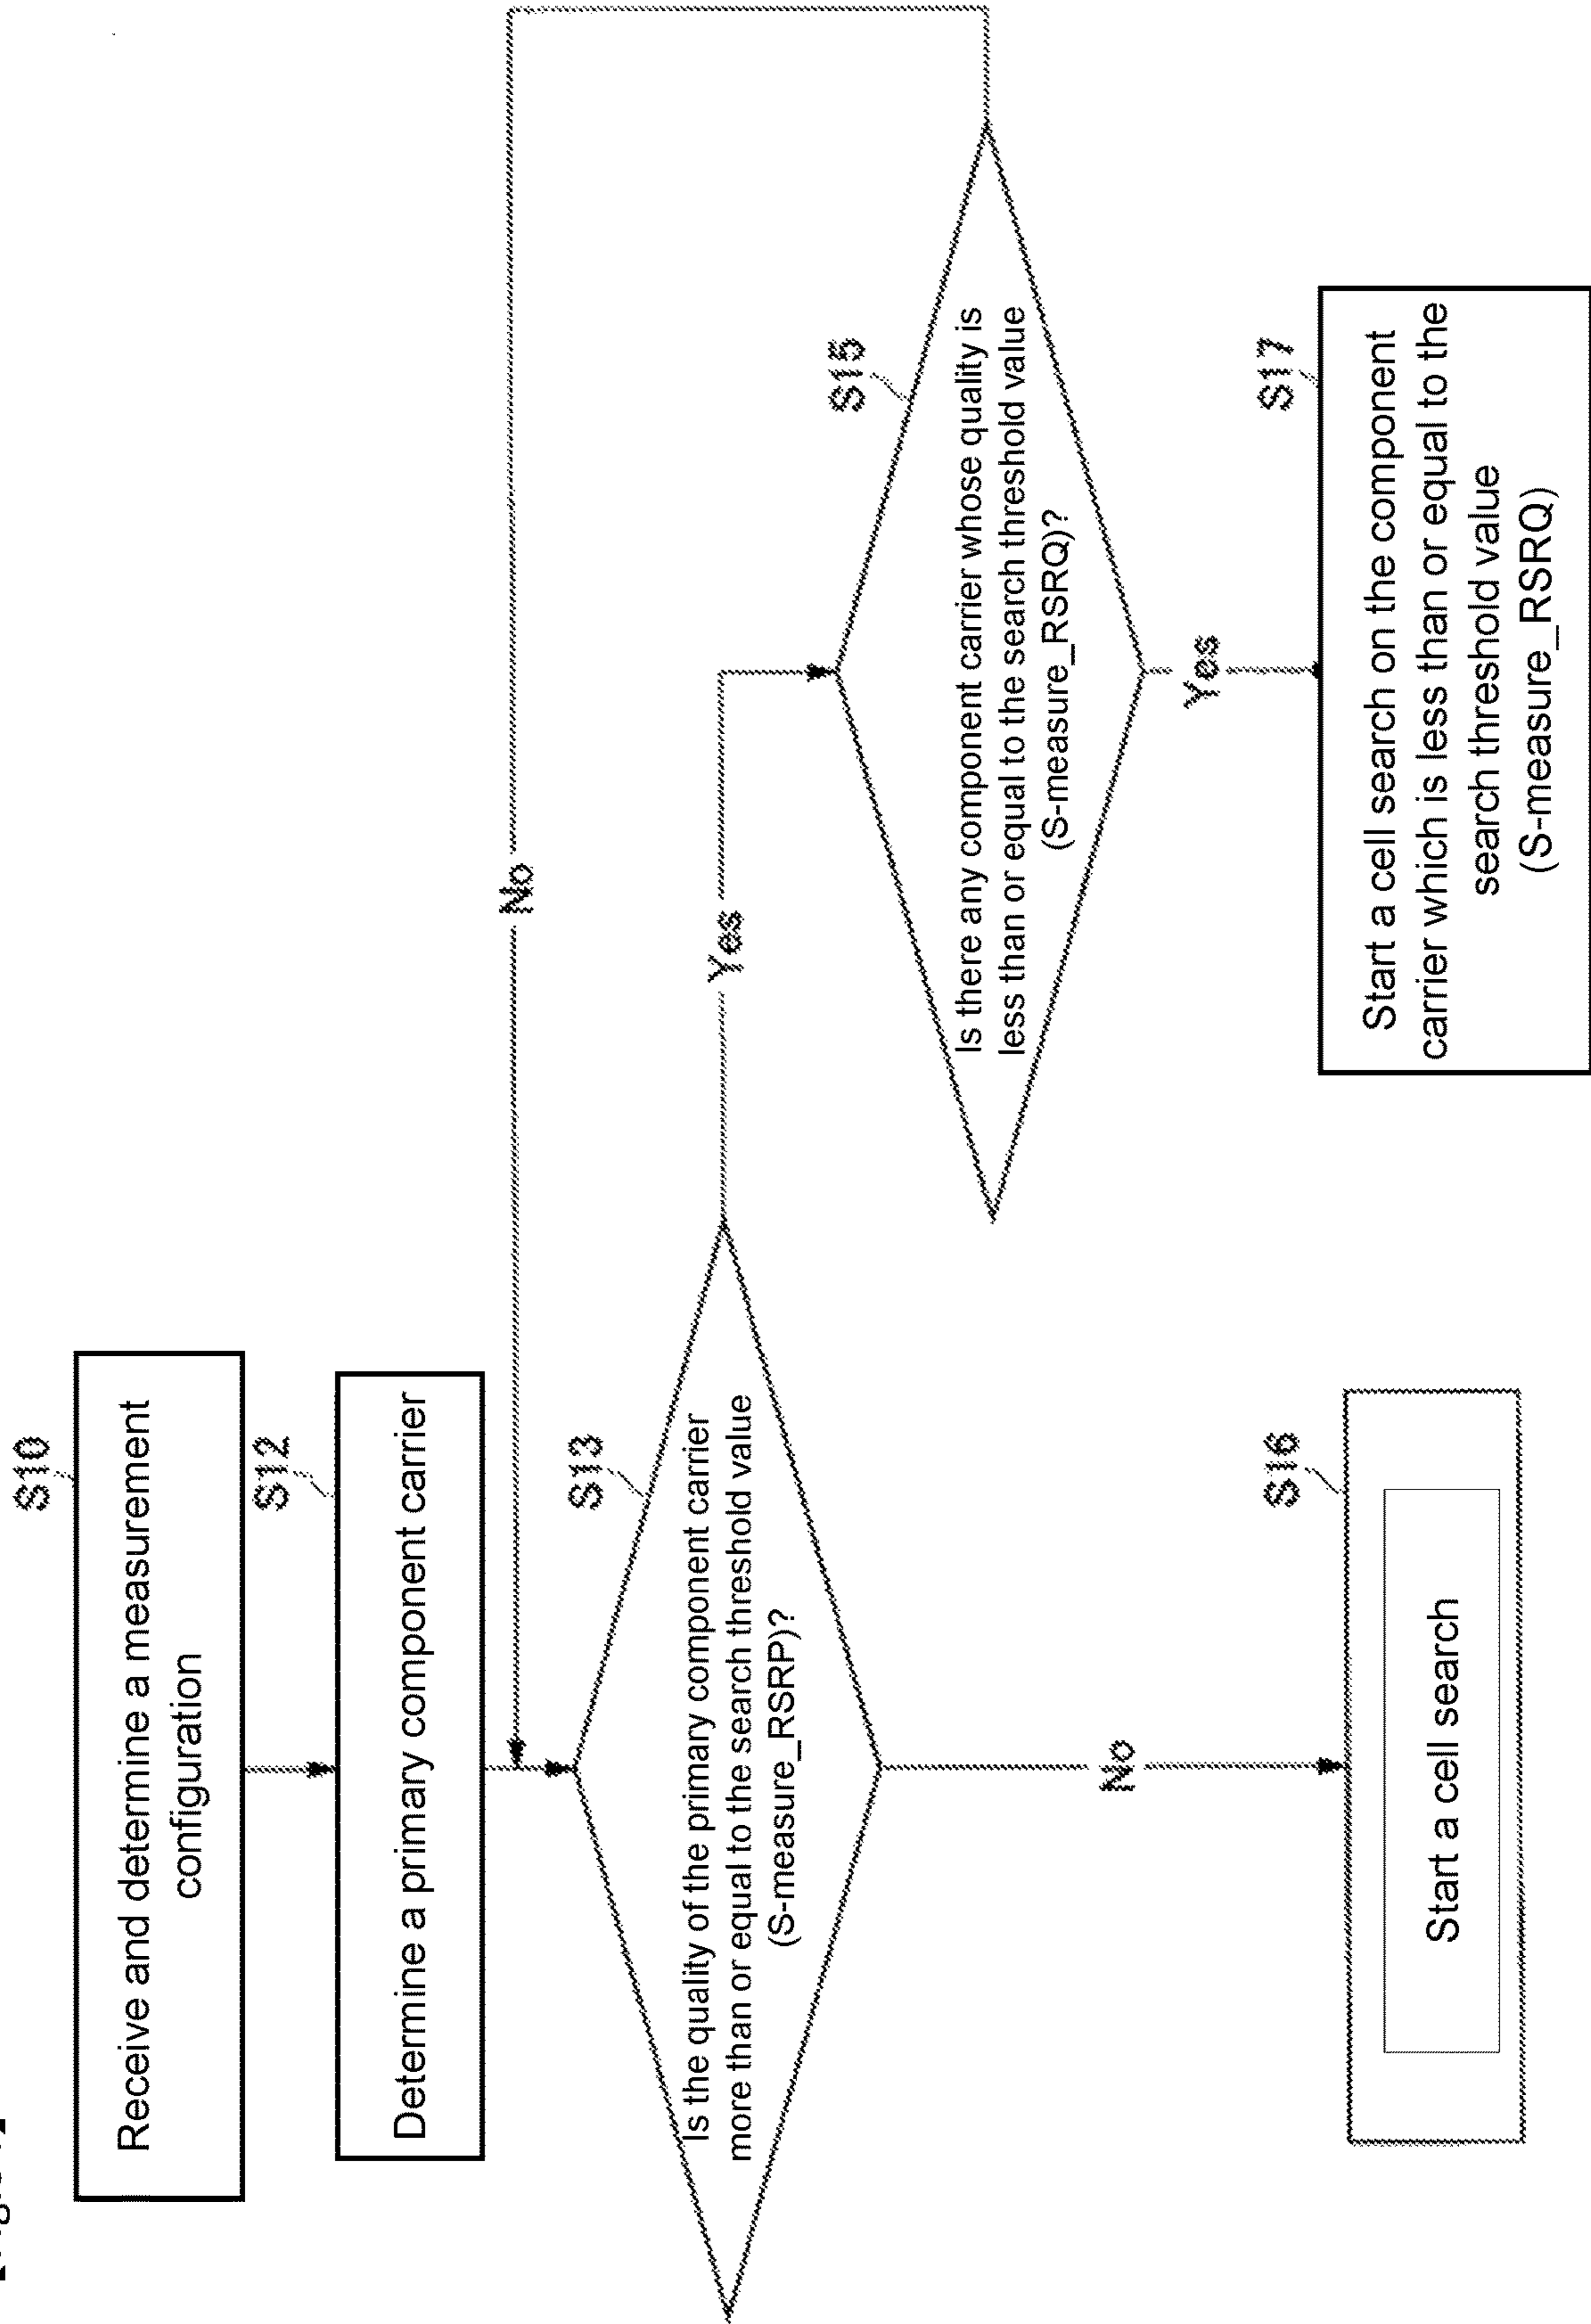 S10
Receive and determine a measurement
configuration
S12
Determine a primary component carrier
No
S13
Is the quality of the primary component carrier
more than or equal to the search threshold value
(S-measure_RSRP)?
Yes
S15
Is there any component carrier whose quality is
less than or equal to the search threshold value
(S-measure_RSRQ)?
No
Yes
S16
Start a cell search
S17
Start a cell search on the component
carrier which is less than or equal to the
search threshold value
(S-measure_RSRQ)